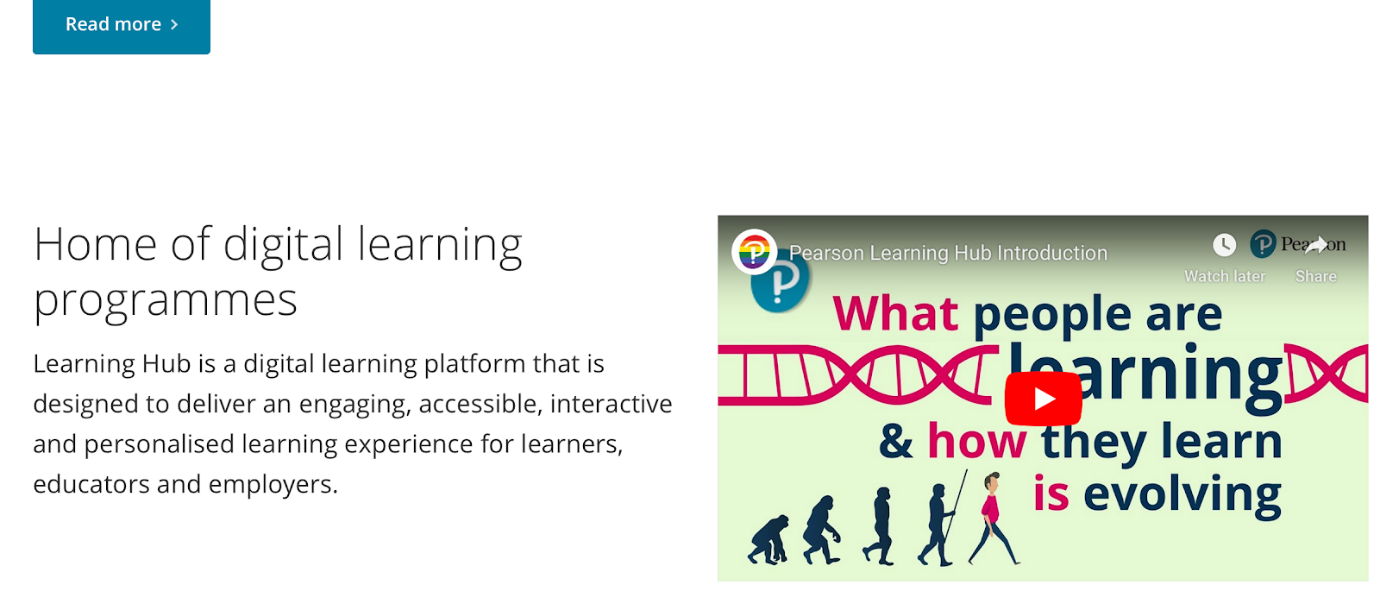 Read more
Home of digital learning
programmes
Learning Hub is a digital learning platform that is
designed to deliver an engaging, accessible, interactive
and personalised learning experience for learners,
educators and employers.
Pearson Learning Hub Introduction
Pearson
Watch later
Share
What people are
learning
& how they learn
is evolving